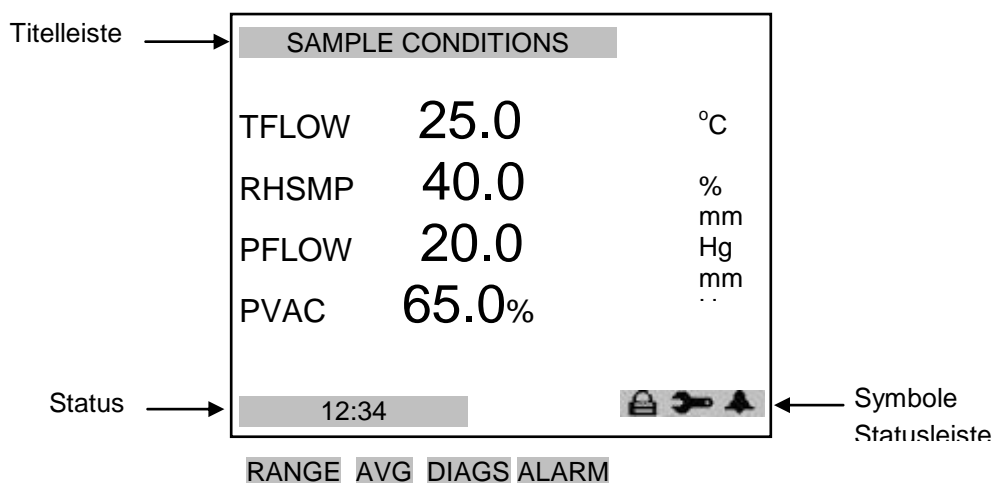 Titelleiste
SAMPLE CONDITIONS
TFLOW 25.0 °C
RHSMP 40.0 %
mm
PFLOW 20.0 Hg
mm
PVAC 65.0%
Status
12:34
Symbole
Statusleiste
RANGE AVG DIAGS ALARM